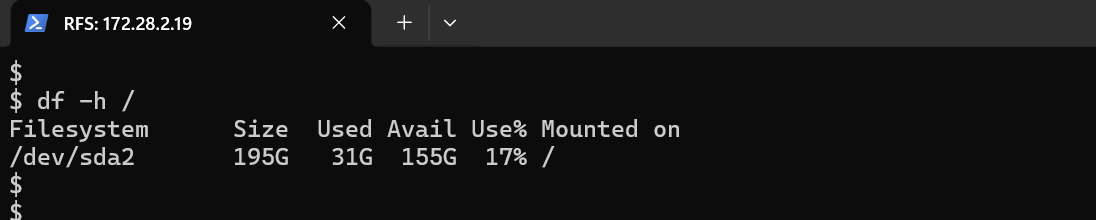 RFS: 172.28.2.19
$
$ df -h /
Filesystem      Size  Used Avail Use% Mounted on
/dev/sda2       195G   31G  155G  17% /
$
$